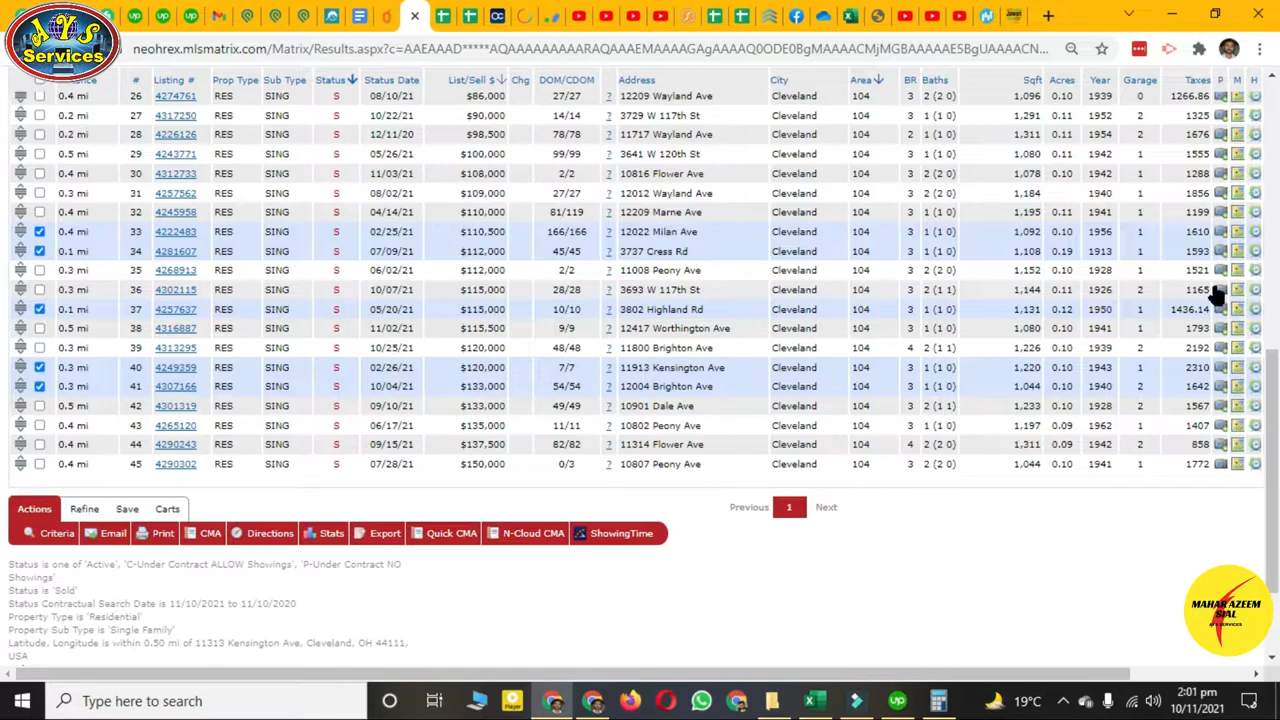 AYS
Services
neohrex.mlsmatrix.com/Matrix/Results.aspx?c=AAEAAAD*****AQAAAAAAAAARAQAAAEMAAAAGAgAAAAQ0ODE0BgMAAAACMjMGBAAAAAE5BgUAAAACN...
# Listing # Prop Type Sub Type Status Status Date List/Sell $ Chg DOM/CDOM Address City Area BR Baths Sqft Acres Year Garage Taxes P M H
0.4 mi 26 4274761 RES SING S 08/10/21 $86,000 27/27 ? 12209 Wayland Ave Cleveland 104 3 2 (2 0) 1,096 0.10 1939 0 1266.86
0.2 mi 27 4317250 RES SING S 10/22/21 $90,000 14/14 ? 3729 W 117th St Cleveland 104 3 1 (1 0) 1,291 0.11 1952 2 1325
0.2 mi 28 4226126 RES SING S 12/11/20 $98,500 78/78 ? 11717 Wayland Ave Cleveland 104 3 1 (1 0) 1,311 0.11 1954 2 1676
0.5 mi 29 4243771 RES SING S 05/26/21 $100,000 99/99 ? 3641 W 120th St Cleveland 104 3 1 (1 0) 1,080 0.11 1942 1 1555
0.4 mi 30 4312733 RES SING S 11/03/21 $108,000 2/2 ? 10816 Flower Ave Cleveland 104 3 1 (1 0) 1,078 0.10 1942 1 1288
0.3 mi 31 4257562 RES SING S 08/02/21 $109,000 27/27 ? 12012 Wayland Ave Cleveland 104 3 2 (2 0) 1,184 1940 1 1856
0.4 mi 32 4245958 RES SING S 04/14/21 $110,000 81/119 ? 12209 Marne Ave Cleveland 104 3 1 (1 0) 1,195 0.11 1941 1 1199
0.4 mi 33 4222483 RES SING S 02/25/21 $110,500 166/166 ? 12022 Milan Ave Cleveland 104 3 1 (1 0) 1,092 0.10 1956 1 1610
0.1 mi 34 4281607 RES SING S 07/09/21 $112,000 45/45 ? 3737 Cress Rd Cleveland 104 3 1 (1 0) 1,248 0.19 1913 1 1593
0.3 mi 35 4268913 RES SING S 06/02/21 $112,000 2/2 ? 11008 Peony Ave Cleveland 104 3 2 (2 0) 1,152 0.10 1928 1 1521
0.3 mi 36 4302115 RES SING S 10/07/21 $115,000 28/28 ? 3693 W 117th St Cleveland 104 3 2 (1 1) 1,144 0.11 1926 2 1165
0.1 mi 37 4257637 RES SING S 05/20/21 $115,000 10/10 ? 3802 Highland Rd Cleveland 104 3 1 (1 0) 1,131 0.12 1950 1 1436.14
0.5 mi 38 4316887 RES SING S 11/02/21 $115,500 9/9 ? 12417 Worthington Ave Cleveland 104 3 1 (1 0) 1,080 0.10 1941 1 1793
0.3 mi 39 4313295 RES SING S 10/25/21 $120,000 48/48 ? 11800 Brighton Ave Cleveland 104 4 2 (1 1) 1,226 0.10 1939 2 2192
0.3 mi 40 4249359 RES SING S 02/26/21 $120,000 7/7 ? 11913 Kensington Ave Cleveland 104 3 1 (1 0) 1,220 0.10 1943 1 2310
0.3 mi 41 4307166 RES SING S 10/04/21 $133,000 54/54 ? 12004 Brighton Ave Cleveland 104 3 1 (1 0) 1,044 0.10 1940 2 1642
0.5 mi 42 4301319 RES SING S 09/10/21 $133,000 49/49 ? 10901 Dale Ave Cleveland 104 3 2 (1 1) 1,233 0.10 1928 2 1567
0.4 mi 43 4265120 RES SING S 06/17/21 $135,000 11/11 ? 10802 Peony Ave Cleveland 104 3 1 (1 0) 1,197 0.09 1962 1 1407
0.4 mi 44 4290243 RES SING S 09/15/21 $137,500 82/82 ? 11314 Flower Ave Cleveland 104 4 2 (2 0) 1,311 0.09 1942 2 858
0.4 mi 45 4290302 RES SING S 07/28/21 $150,000 0/3 ? 10807 Peony Ave Cleveland 104 3 2 (2 0) 1,044 0.10 1941 1 1772
Actions Refine Save Carts Previous 1 Next
Criteria Email Print CMA Directions Stats Export Quick CMA N-Cloud CMA ShowingTime
Status is one of 'Active', 'C-Under Contract ALLOW Showings', 'P-Under Contract NO
Showings'
Status is 'Sold'
Status Contractual Search Date is 11/10/2021 to 11/10/2020
Property Type is 'Residential'
Property Sub Type is 'Single Family'
Latitude, Longitude is within 0.50 mi of 11313 Kensington Ave, Cleveland, OH 44111,
USA
MAHAR AZEEM
SIAL
AYS SERVICES
Type here to search
19°C
2:01 pm
10/11/2021